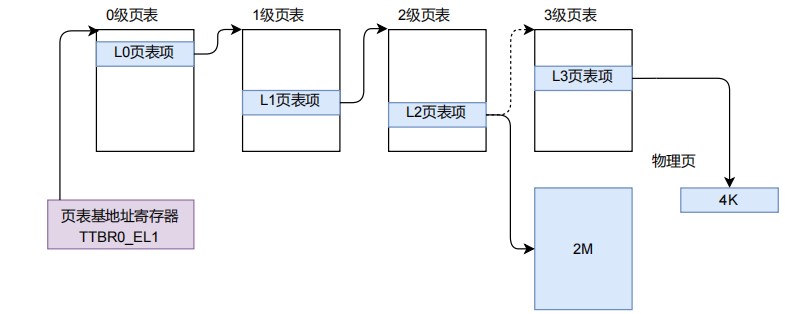 0级页表
1级页表
2级页表
3级页表
L0页表项
L1页表项
L2页表项
L3页表项
物理页
页表基地址寄存器
TTBR0_EL1
4K
2M